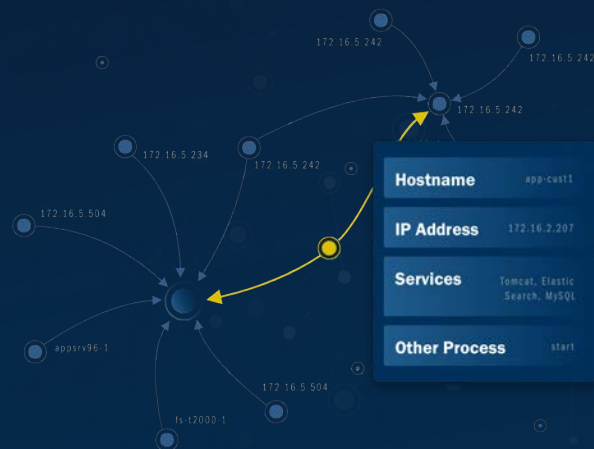 172.16.5.242
172.16.5.242
172.16.5.242
172.16.5.234
172.16.5.242
172.16.5.504
appsrv96-1
172.16.5.504
fs-t2000-1
Hostname app-cust1
IP Address 172.16.2.207
Services Tomcat, Elastic
Search, MySQL
Other Process start